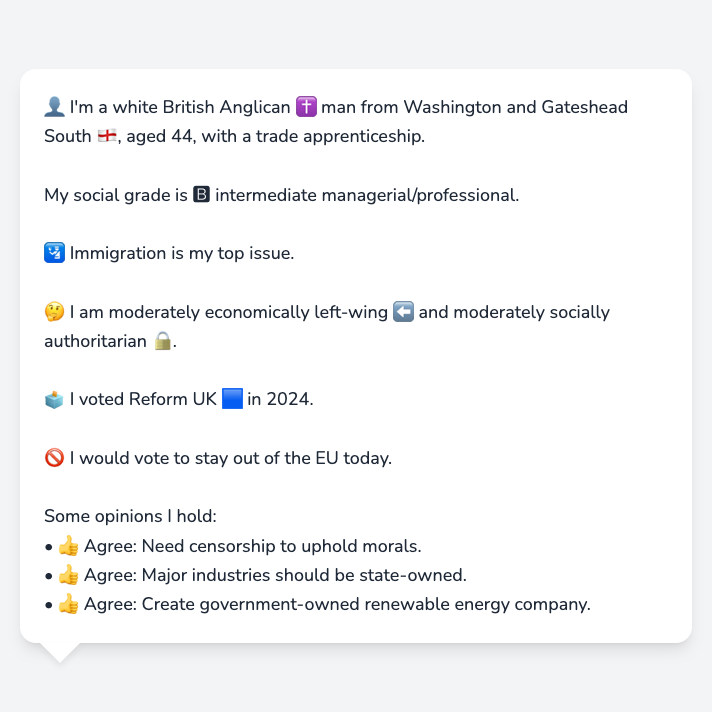 👤 I'm a white British Anglican ✝️ man from Washington and Gateshead
South 🏴󠁧󠁢󠁥󠁮󠁧󠁿, aged 44, with a trade apprenticeship.
My social grade is 🅱 intermediate managerial/professional.
🛂 Immigration is my top issue.
🤔 I am moderately economically left-wing ⬅️ and moderately socially
authoritarian 🔒.
🗳️ I voted Reform UK 🟦 in 2024.
🚫 I would vote to stay out of the EU today.
Some opinions I hold:
• 👍 Agree: Need censorship to uphold morals.
• 👍 Agree: Major industries should be state-owned.
• 👍 Agree: Create government-owned renewable energy company.